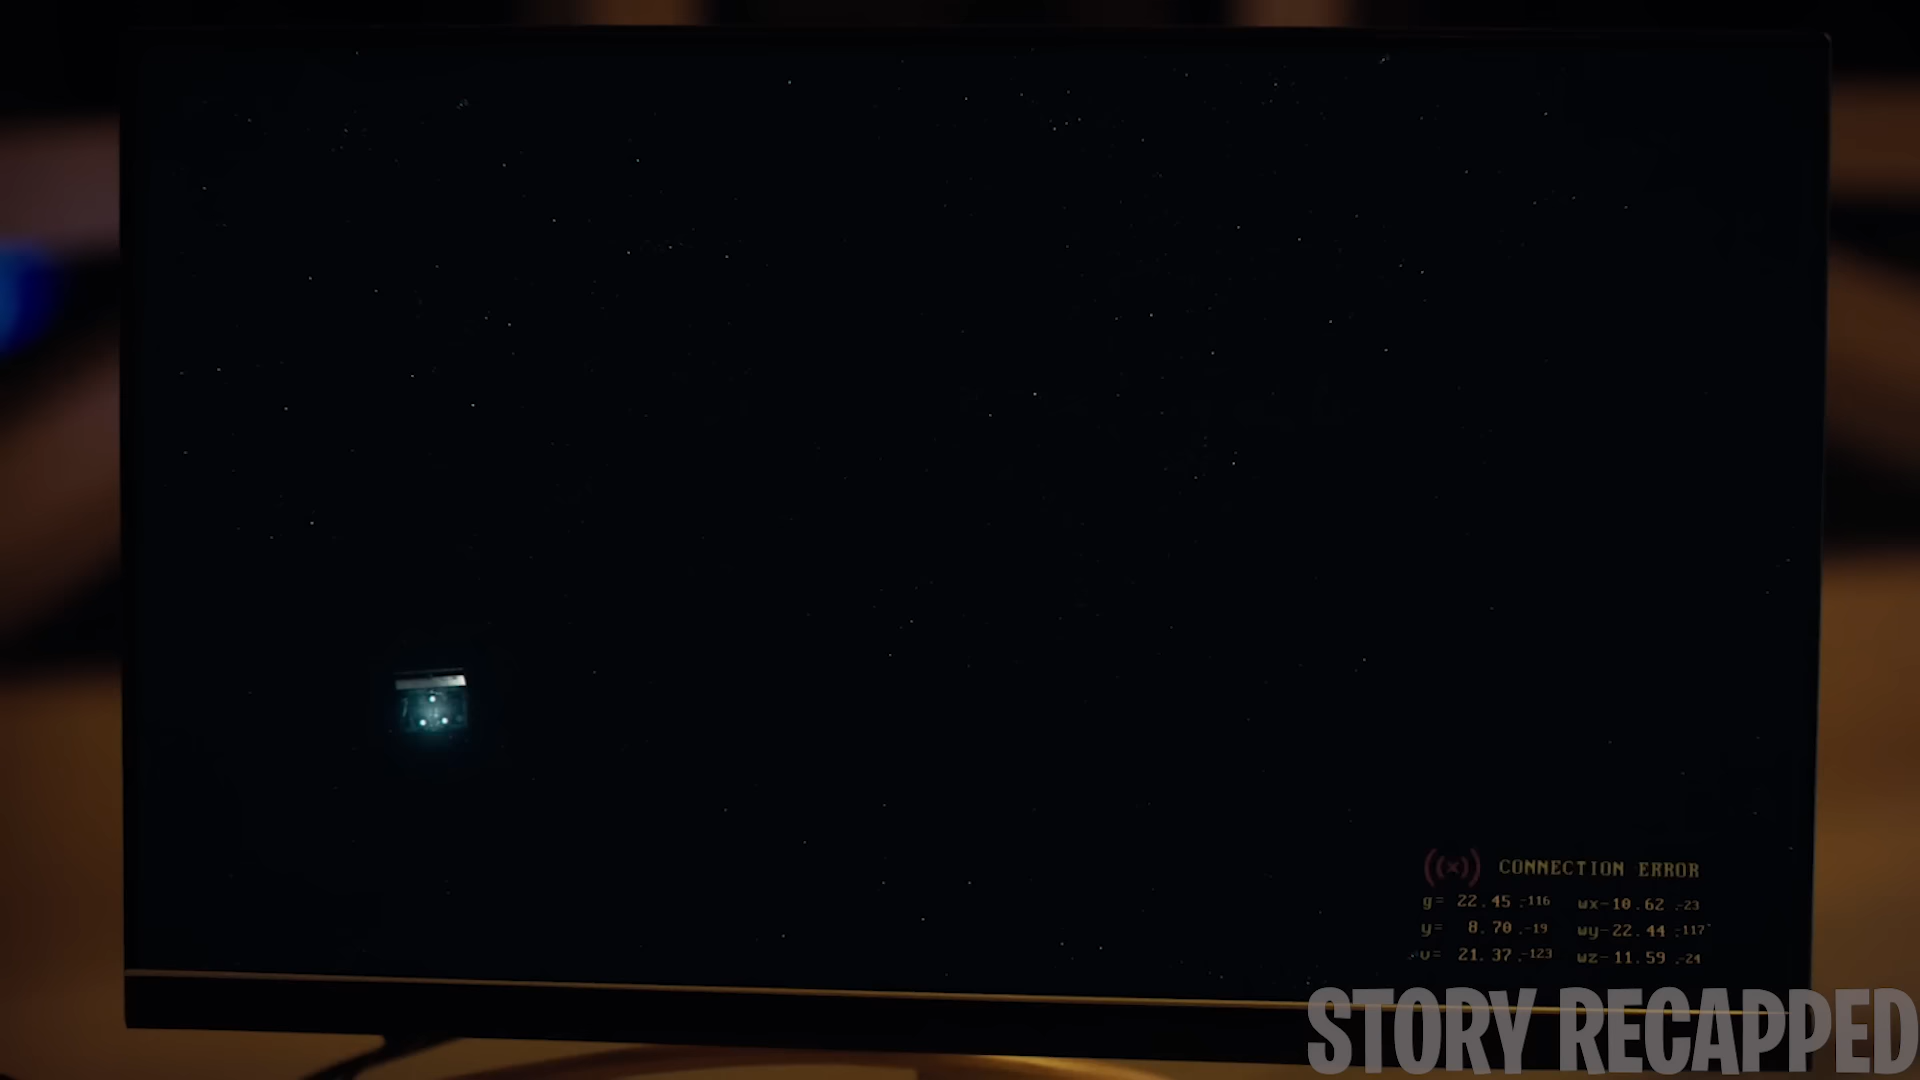 CONNECTION ERROR
g= 22.45 .-116 wx-10.62 .-23
y= 8.70 .-19 wy-22.44 .-117
υ= 21.37 .-123 wz-11.59 .-24
STORY RECAPPED